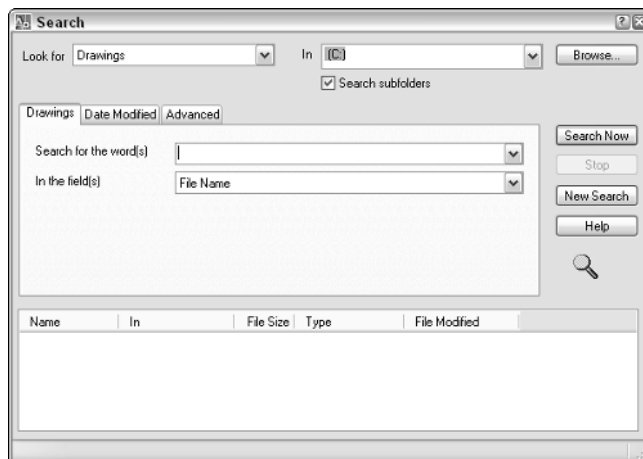 Search
Look for Drawings In (C:) Browse...
Search subfolders
Drawings Date Modified Advanced
Search for the word(s)
In the field(s) File Name
Search Now
Stop
New Search
Help
Name In File Size Type File Modified